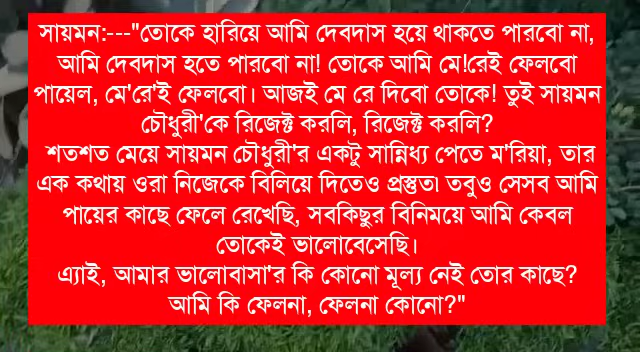 সায়মন:---"তোকে হারিয়ে আমি দেবদাস হয়ে থাকতে পারবো না,
আমি দেবদাস হতে পারবো না! তোকে আমি মে!রেই ফেলবো
পায়েল, মে'রে'ই ফেলবো। আজই মে রে দিবো তোকে! তুই সায়মন
চৌধুরী'কে রিজেক্ট করলি, রিজেক্ট করলি?
শতশত মেয়ে সায়মন চৌধুরী'র একটু সান্নিধ্য পেতে ম'রিয়া, তার
এক কথায় ওরা নিজেকে বিলিয়ে দিতেও প্রস্তুত৷ তবুও সেসব আমি
পায়ের কাছে ফেলে রেখেছি, সবকিছুর বিনিময়ে আমি কেবল
তোকেই ভালোবেসেছি।
এ্যাই, আমার ভালোবাসা'র কি কোনো মূল্য নেই তোর কাছে?
আমি কি ফেলনা, ফেলনা কোনো?"